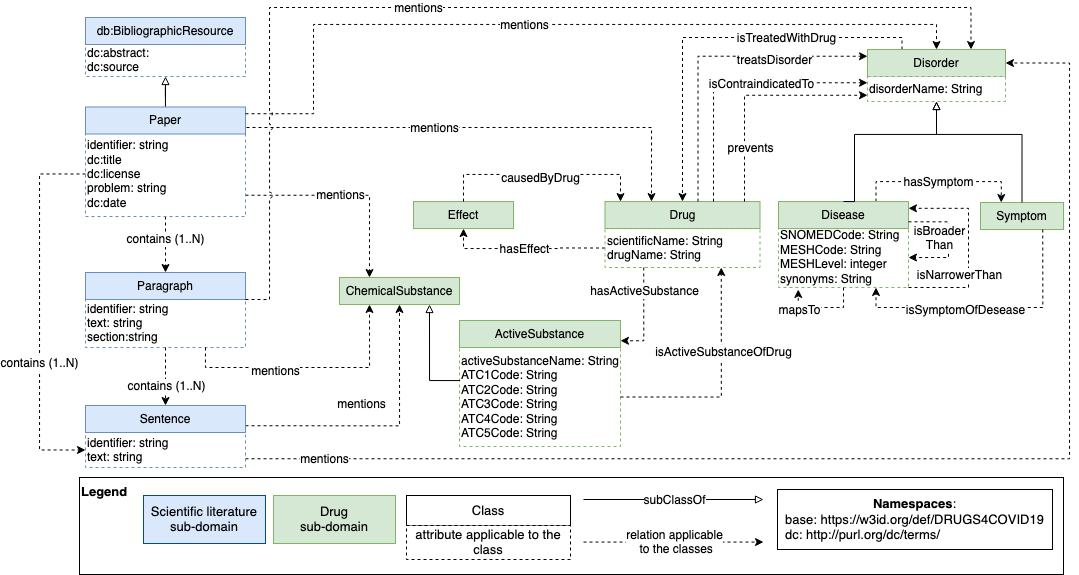 mentions
db:BibliographicResource
dc:abstract:
dc:source
mentions
isTreatedWithDrug
treatsDisorder
isContraindicatedTo
prevents
Disorder
disorderName: String
Paper
identifier: string
dc:title
dc:license
problem: string
dc:date
mentions
mentions
causedByDrug
Effect
hasEffect
Drug
scientificName: String
drugName: String
hasSymptom
Disease
SNOMEDCode: String
MESHCode: String
MESHLevel: integer
synonyms: String
isBroader
Than
isNarrowerThan
Symptom
mapsTo
isSymptomOfDesease
contains (1..N)
Paragraph
identifier: string
text: string
section:string
ChemicalSubstance
hasActiveSubstance
ActiveSubstance
activeSubstanceName: String
ATC1Code: String
ATC2Code: String
ATC3Code: String
ATC4Code: String
ATC5Code: String
isActiveSubstanceOfDrug
contains (1..N)
mentions
contains (1..N)
mentions
Sentence
identifier: string
text: string
mentions
Legend
Scientific literature
sub-domain
Drug
sub-domain
Class
attribute applicable to the
class
subClassOf
relation applicable
to the classes
Namespaces:
base: https://w3id.org/def/DRUGS4COVID19
dc: http://purl.org/dc/terms/